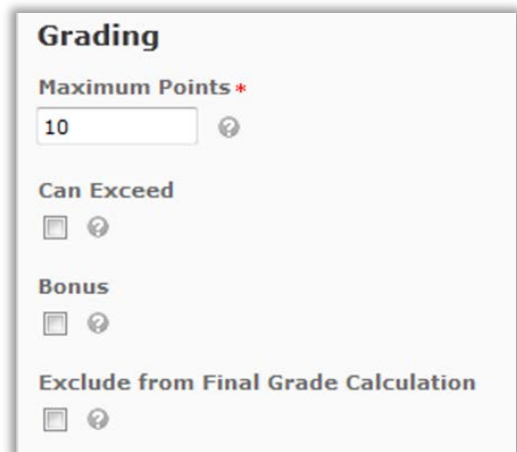 Grading
Maximum Points *
10
Can Exceed
Bonus
Exclude from Final Grade Calculation